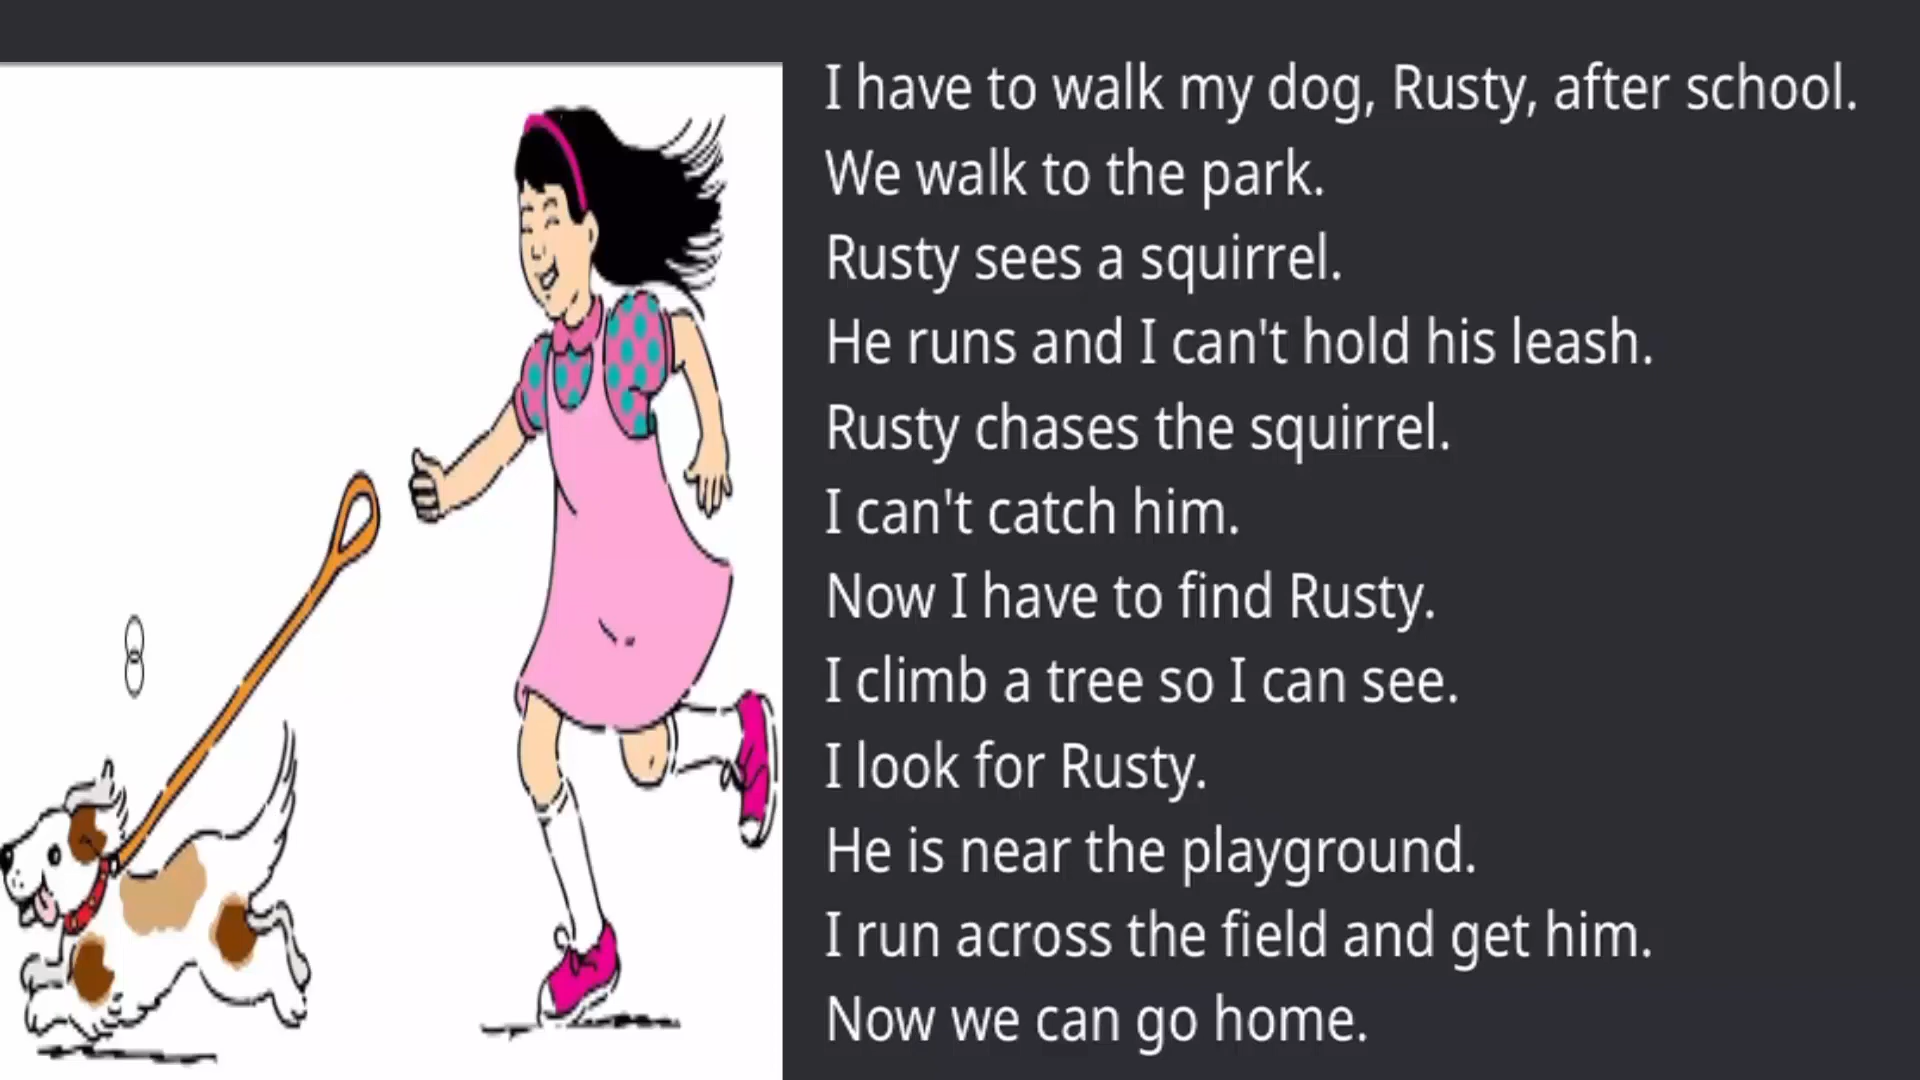 I have to walk my dog, Rusty, after school.
We walk to the park.
Rusty sees a squirrel.
He runs and I can't hold his leash.
Rusty chases the squirrel.
I can't catch him.
Now I have to find Rusty.
I climb a tree so I can see.
I look for Rusty.
He is near the playground.
I run across the field and get him.
Now we can go home.